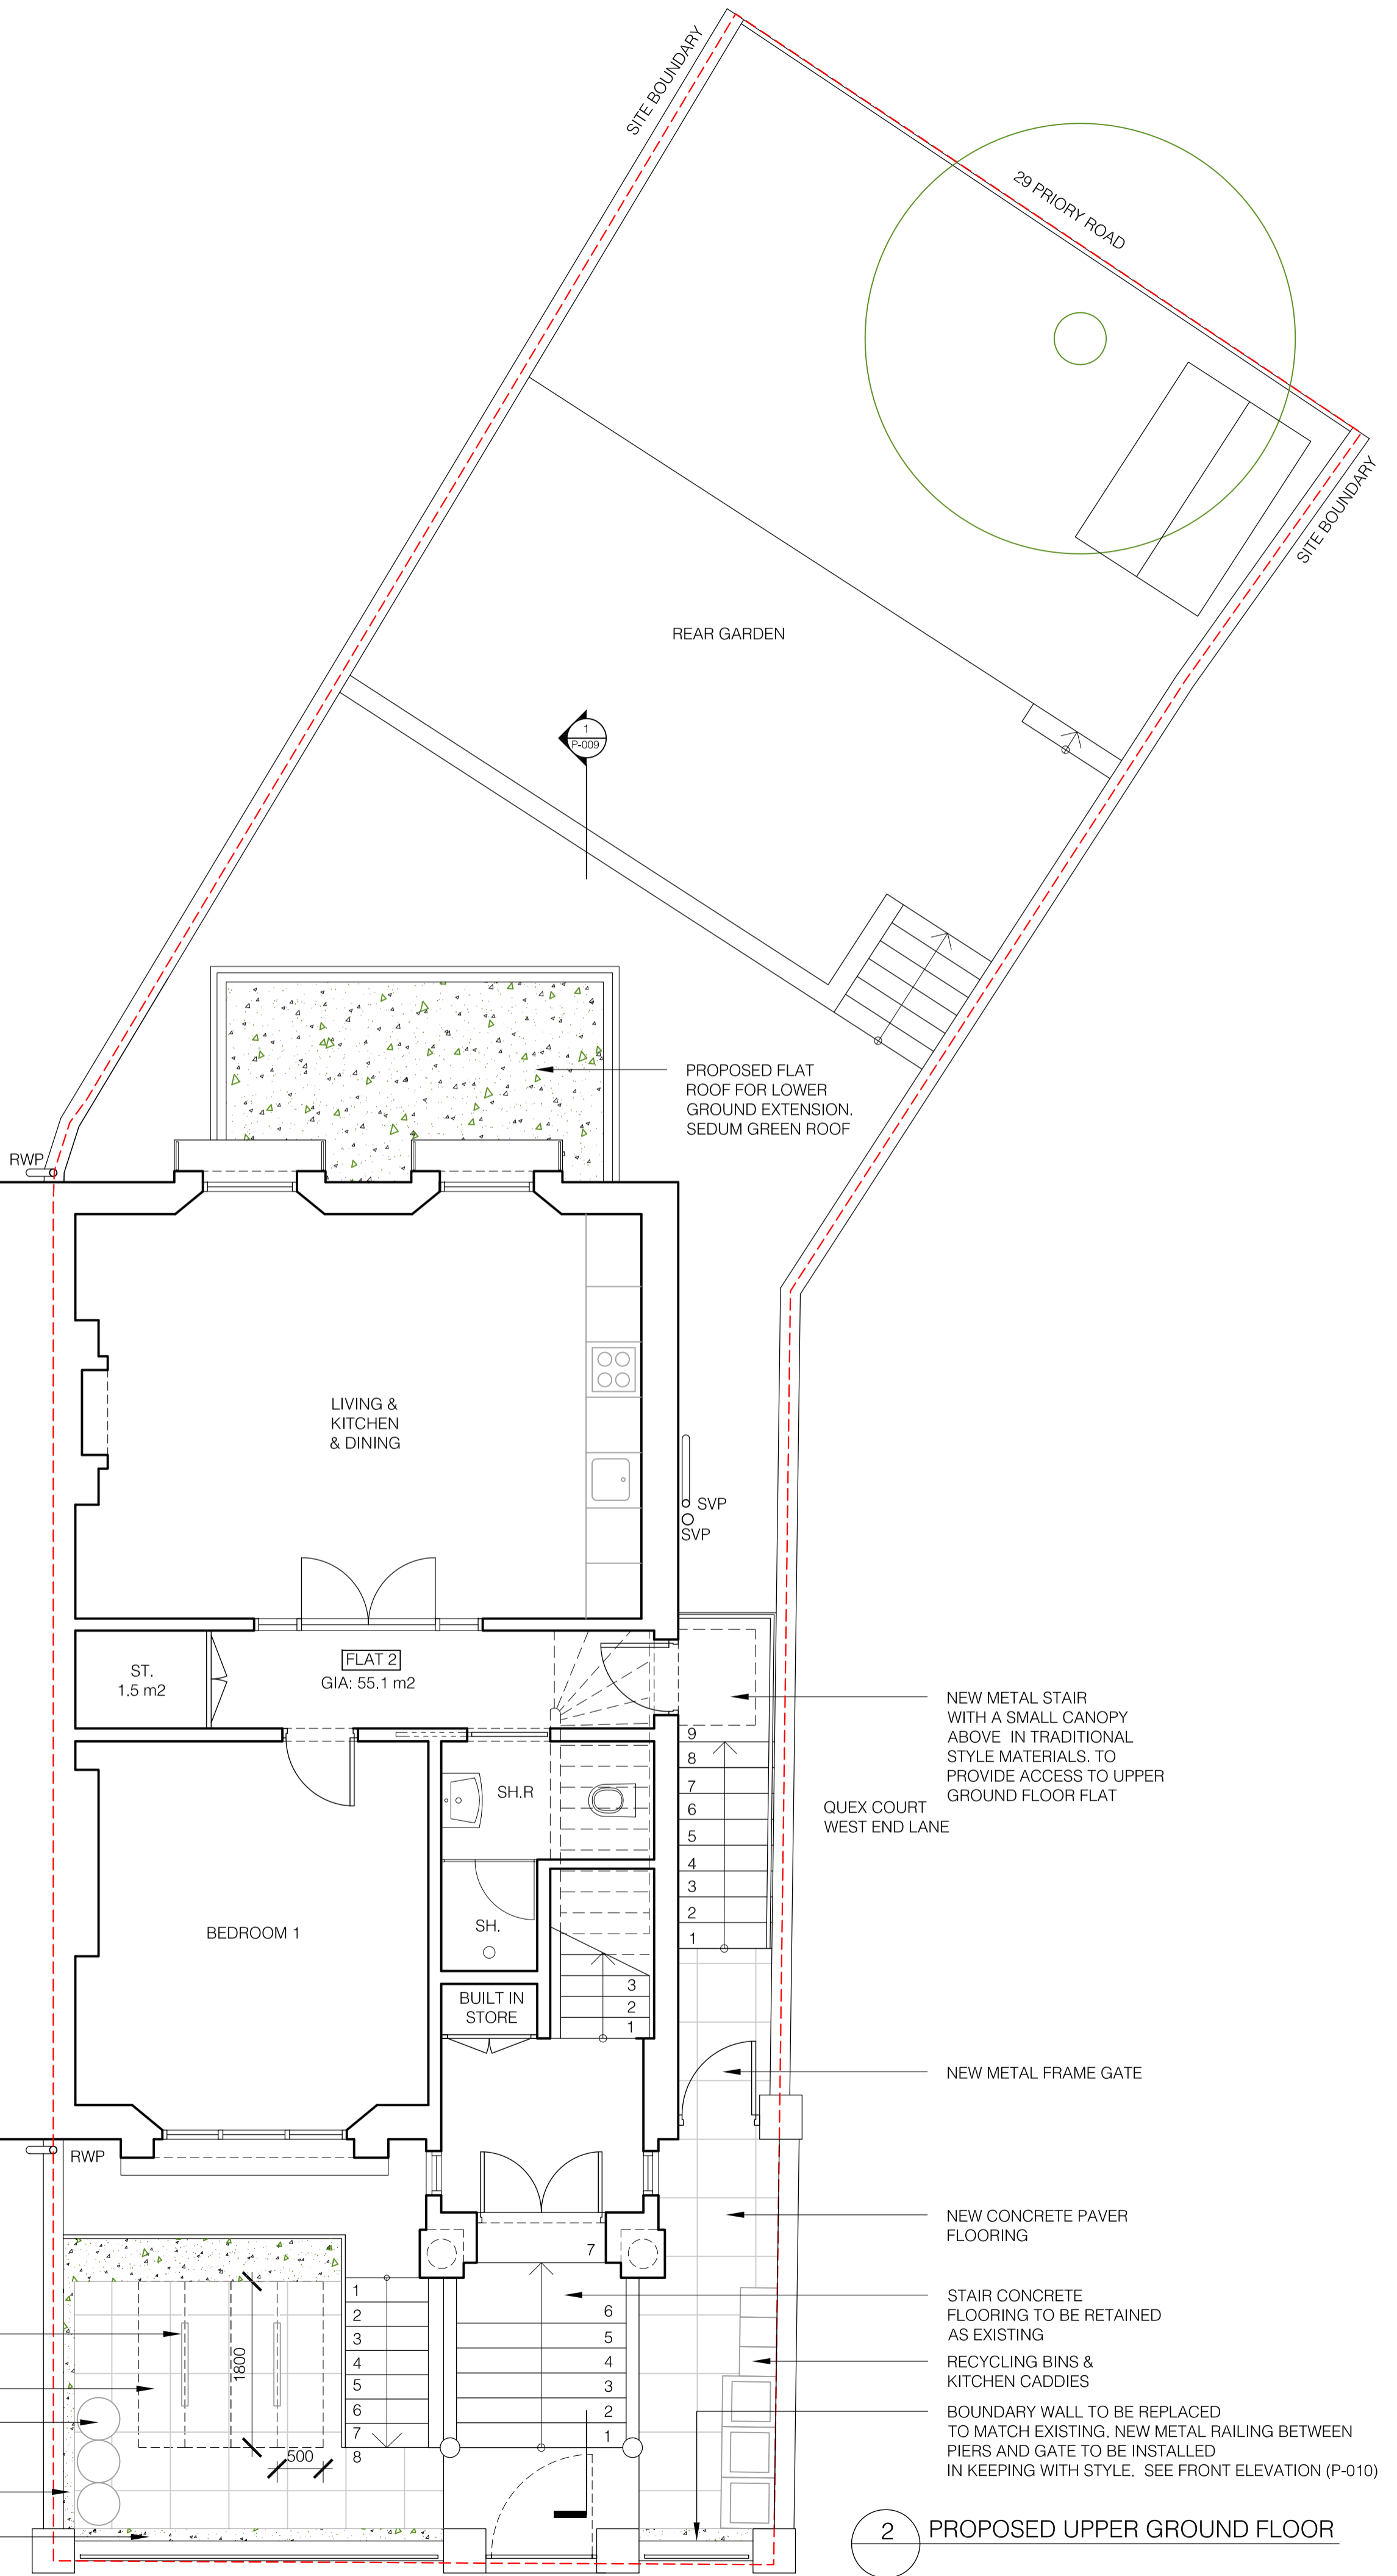 SITE BOUNDARY
29 PRIORY ROAD
SITE BOUNDARY
REAR GARDEN
1
P-009
PROPOSED FLAT
ROOF FOR LOWER
GROUND EXTENSION.
SEDUM GREEN ROOF
RWP
LIVING &
KITCHEN
& DINING
SVP
SVP
ST.
1.5 m2
FLAT 2
GIA: 55.1 m2
NEW METAL STAIR
WITH A SMALL CANOPY
ABOVE IN TRADITIONAL
STYLE MATERIALS. TO
PROVIDE ACCESS TO UPPER
GROUND FLOOR FLAT
9
8
7
6
5
4
3
2
1
QUEX COURT
WEST END LANE
SH.R
SH.
BEDROOM 1
BUILT IN
STORE
3
2
1
NEW METAL FRAME GATE
RWP
NEW CONCRETE PAVER
FLOORING
7
6
5
4
3
2
1
STAIR CONCRETE
FLOORING TO BE RETAINED
AS EXISTING
1
2
3
4
5
6
7
8
1800
500
RECYCLING BINS &
KITCHEN CADDIES
BOUNDARY WALL TO BE REPLACED
TO MATCH EXISTING. NEW METAL RAILING BETWEEN
PIERS AND GATE TO BE INSTALLED
IN KEEPING WITH STYLE. SEE FRONT ELEVATION (P-010)
2
PROPOSED UPPER GROUND FLOOR